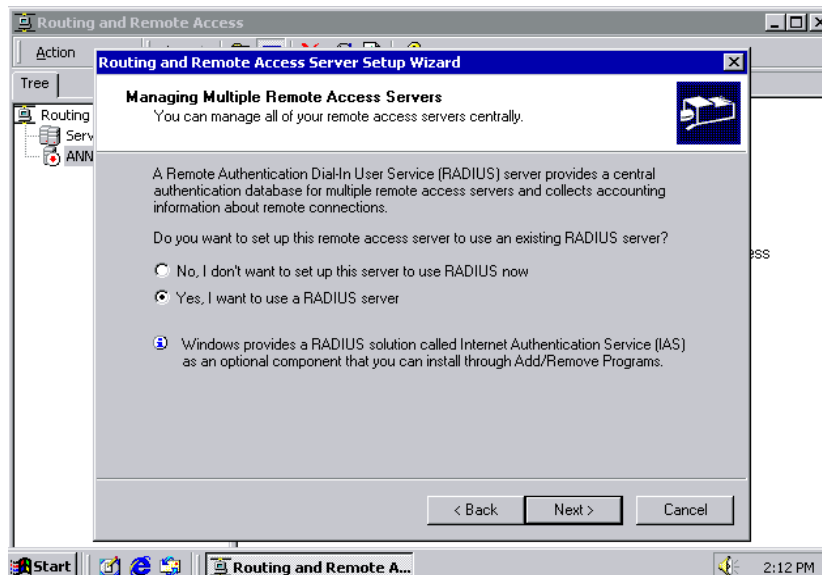 Routing and Remote Access
Action
Routing and Remote Access Server Setup Wizard
Tree
Managing Multiple Remote Access Servers
You can manage all of your remote access servers centrally.
Routing
Serv
ANN
A Remote Authentication Dial-In User Service (RADIUS) server provides a central
authentication database for multiple remote access servers and collects accounting
information about remote connections.
Do you want to set up this remote access server to use an existing RADIUS server?
ess
No, I don't want to set up this server to use RADIUS now
Yes, I want to use a RADIUS server
Windows provides a RADIUS solution called Internet Authentication Service (IAS)
as an optional component that you can install through Add/Remove Programs.
< Back
Next >
Cancel
Start
Routing and Remote A...
2:12 PM